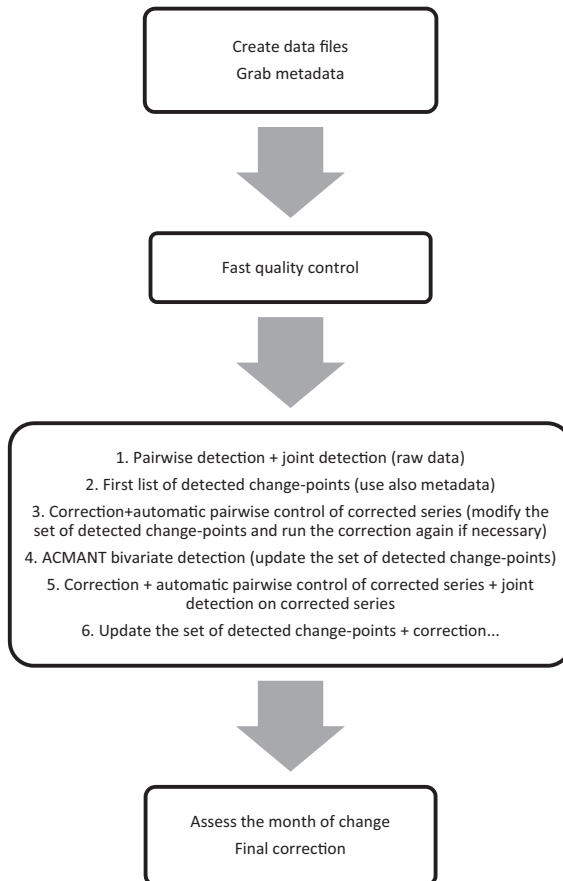 Create data files
Grab metadata
Fast quality control
1. Pairwise detection + joint detection (raw data)
2. First list of detected change-points (use also metadata)
3. Correction+automatic pairwise control of corrected series (modify the
set of detected change-points and run the correction again if necessary)
4. ACMANT bivariate detection (update the set of detected change-points)
5. Correction + automatic pairwise control of corrected series + joint
detection on corrected series
6. Update the set of detected change-points + correction...
Assess the month of change
Final correction